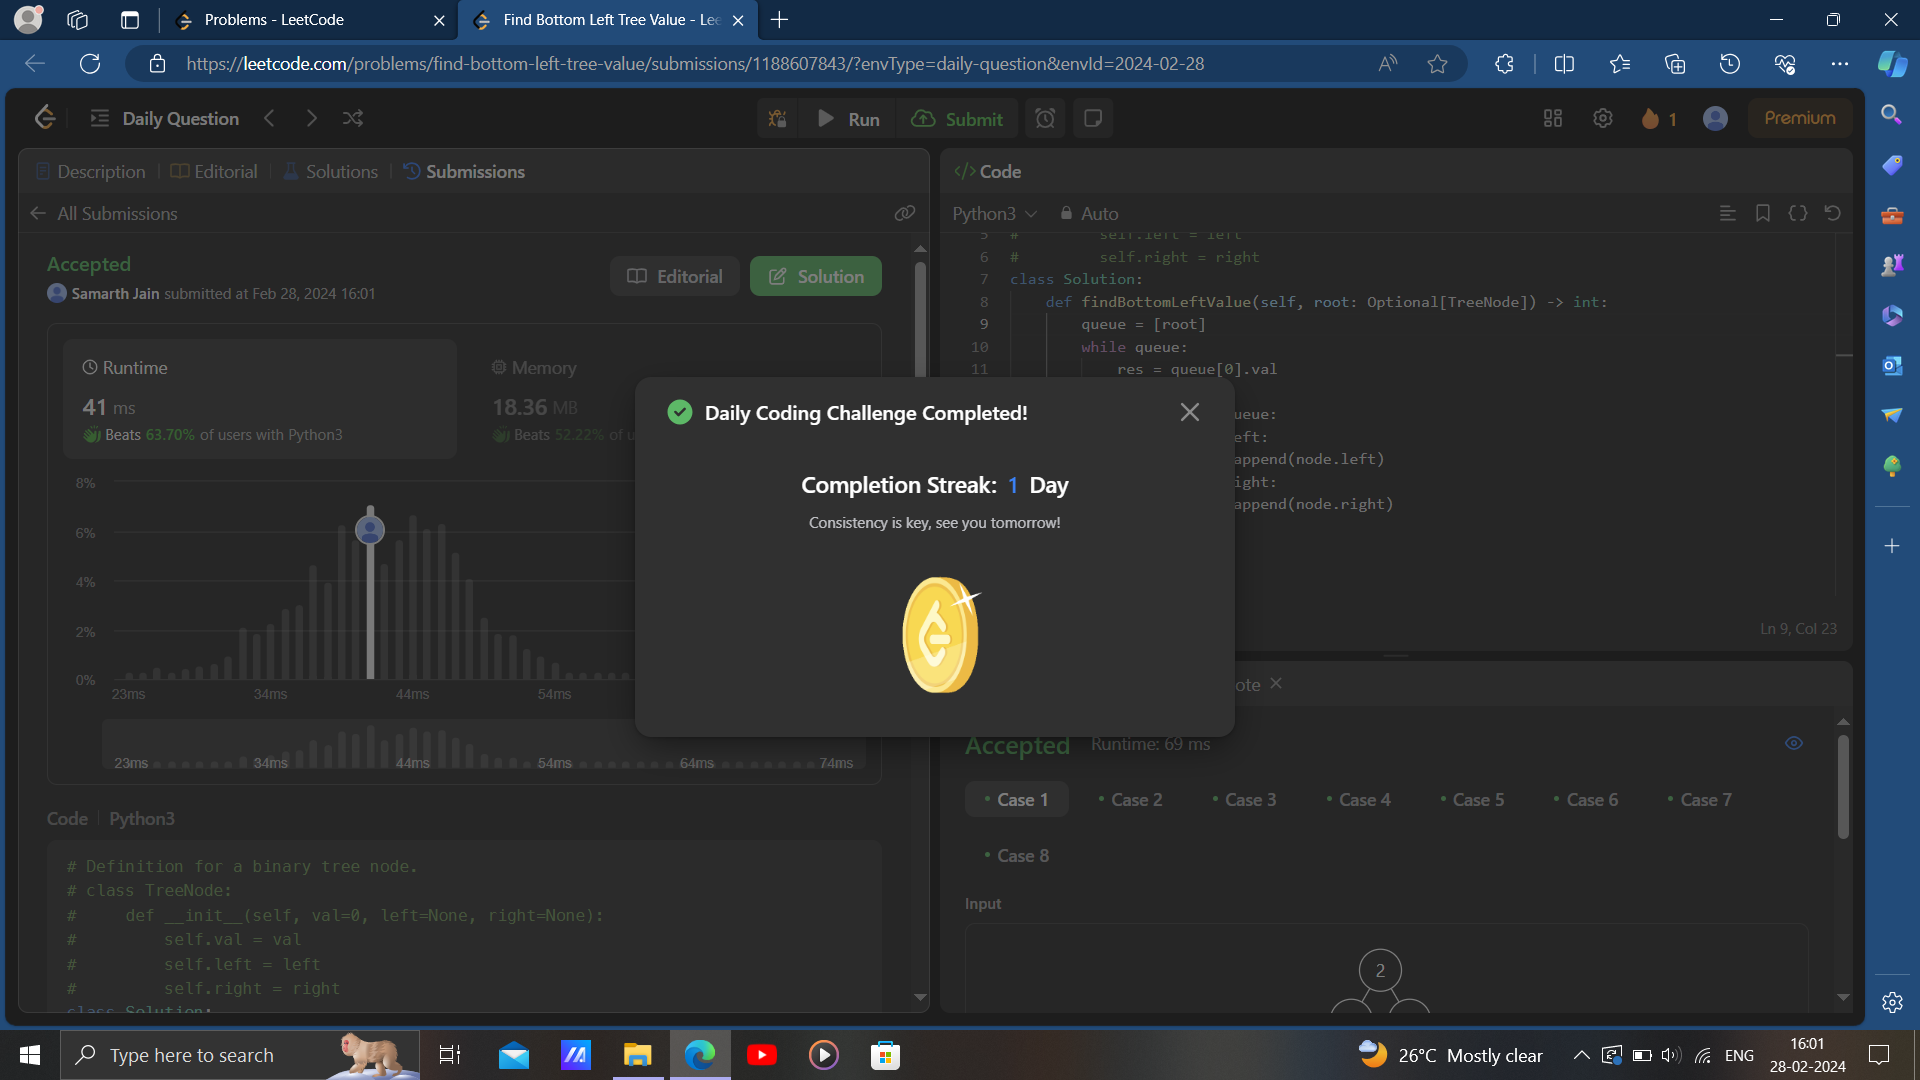 Problems - LeetCode
Find Bottom Left Tree Value - Lee
https://leetcode.com/problems/find-bottom-left-tree-value/submissions/1188607843/?envType=daily-question&envId=2024-02-28
Daily Question
Run
Submit
1
Premium
Description
Editorial
Solutions
Submissions
</> Code
All Submissions
Python3
Auto
Accepted
Samarth Jain submitted at Feb 28, 2024 16:01
Editorial
Solution
Runtime
41 ms
Beats 63.70% of users with Python3
Memory
18.36 MB
Beats 52.22% of u
8%
6%
4%
2%
0%
23ms 34ms 44ms 54ms
23ms 34ms 44ms 54ms 64ms 74ms
Code
Python3
# Definition for a binary tree node.
# class TreeNode:
#     def __init__(self, val=0, left=None, right=None):
#         self.val = val
#         self.left = left
#         self.right = right
class Solution:
5 #         self.left = left
6 #         self.right = right
7 class Solution:
8     def findBottomLeftValue(self, root: Optional[TreeNode]) -> int:
9         queue = [root]
10         while queue:
11             res = queue[0].val
ueue:
eft:
append(node.left)
ight:
append(node.right)
Ln 9, Col 23
Daily Coding Challenge Completed!
Completion Streak: 1 Day
Consistency is key, see you tomorrow!
ote
Accepted
Runtime: 69 ms
Case 1
Case 2
Case 3
Case 4
Case 5
Case 6
Case 7
Case 8
Input
2
Type here to search
26°C Mostly clear
ENG
16:01
28-02-2024